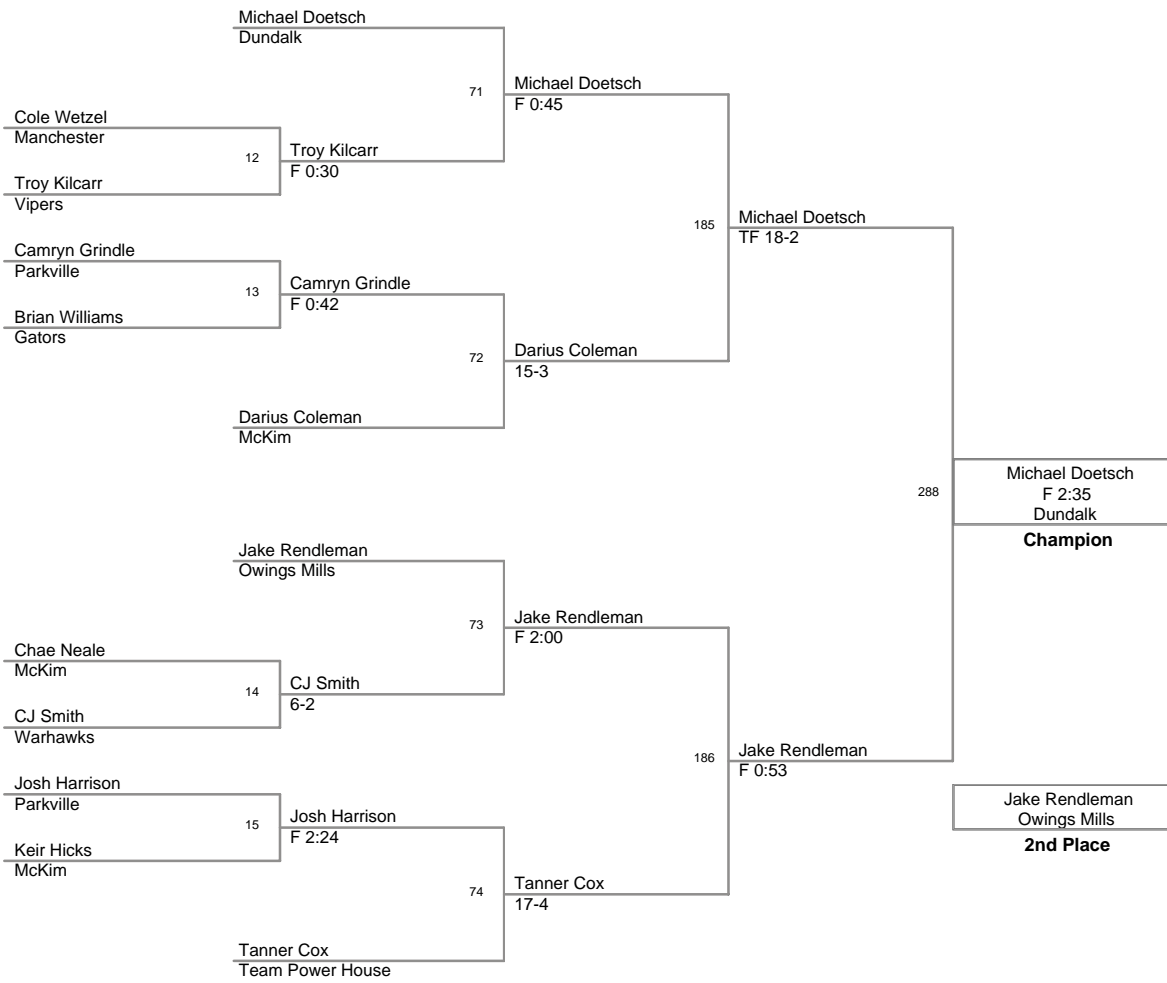 Michael Doetsch
Dundalk
71
Michael Doetsch
F 0:45
Cole Wetzel
Manchester
12
Troy Kilcarr
F 0:30
Troy Kilcarr
Vipers
185
Michael Doetsch
TF 18-2
Camryn Grindle
Parkville
13
Camryn Grindle
F 0:42
Brian Williams
Gators
72
Darius Coleman
15-3
Darius Coleman
McKim
288
Michael Doetsch
F 2:35
Dundalk
Champion
Jake Rendleman
Owings Mills
73
Jake Rendleman
F 2:00
Chae Neale
McKim
14
CJ Smith
6-2
CJ Smith
Warhawks
186
Jake Rendleman
F 0:53
Josh Harrison
Parkville
15
Josh Harrison
F 2:24
Keir Hicks
McKim
74
Tanner Cox
17-4
Tanner Cox
Team Power House
Jake Rendleman
Owings Mills
2nd Place